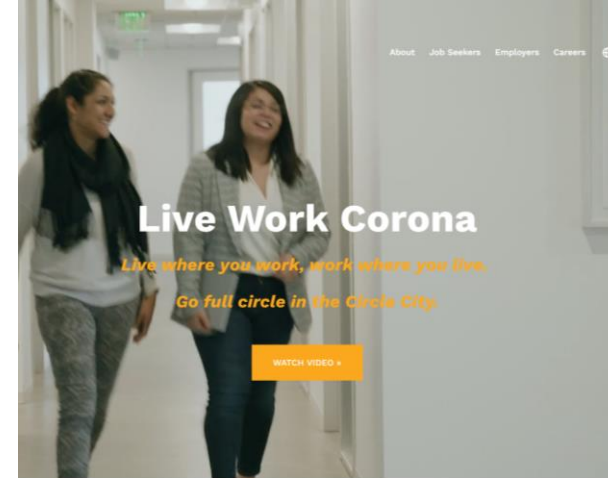 About Job Seekers Employers Careers
Live Work Corona
Live where you work, work where you live.
Go full circle in the Circle City.
WATCH VIDEO »